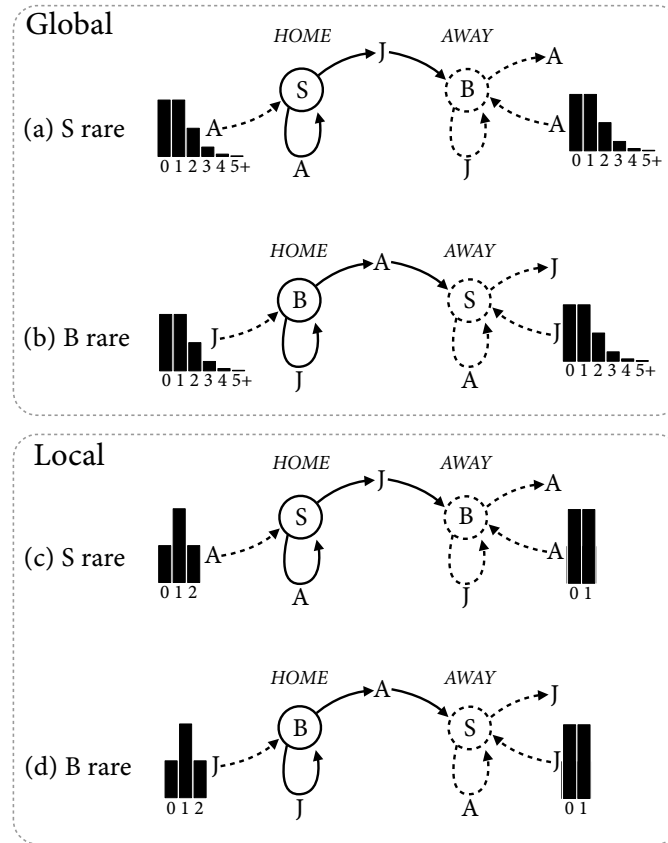 Global
HOME AWAY
J A
S B
(a) S rare A A
0 1 2 3 4 5+ A J 0 1 2 3 4 5+
HOME AWAY
A J
B S
(b) B rare J J
0 1 2 3 4 5+ J A 0 1 2 3 4 5+
Local
HOME AWAY
J A
S B
(c) S rare A A
0 1 2 A J 0 1
HOME AWAY
A J
B S
(d) B rare J J
0 1 2 J A 0 1